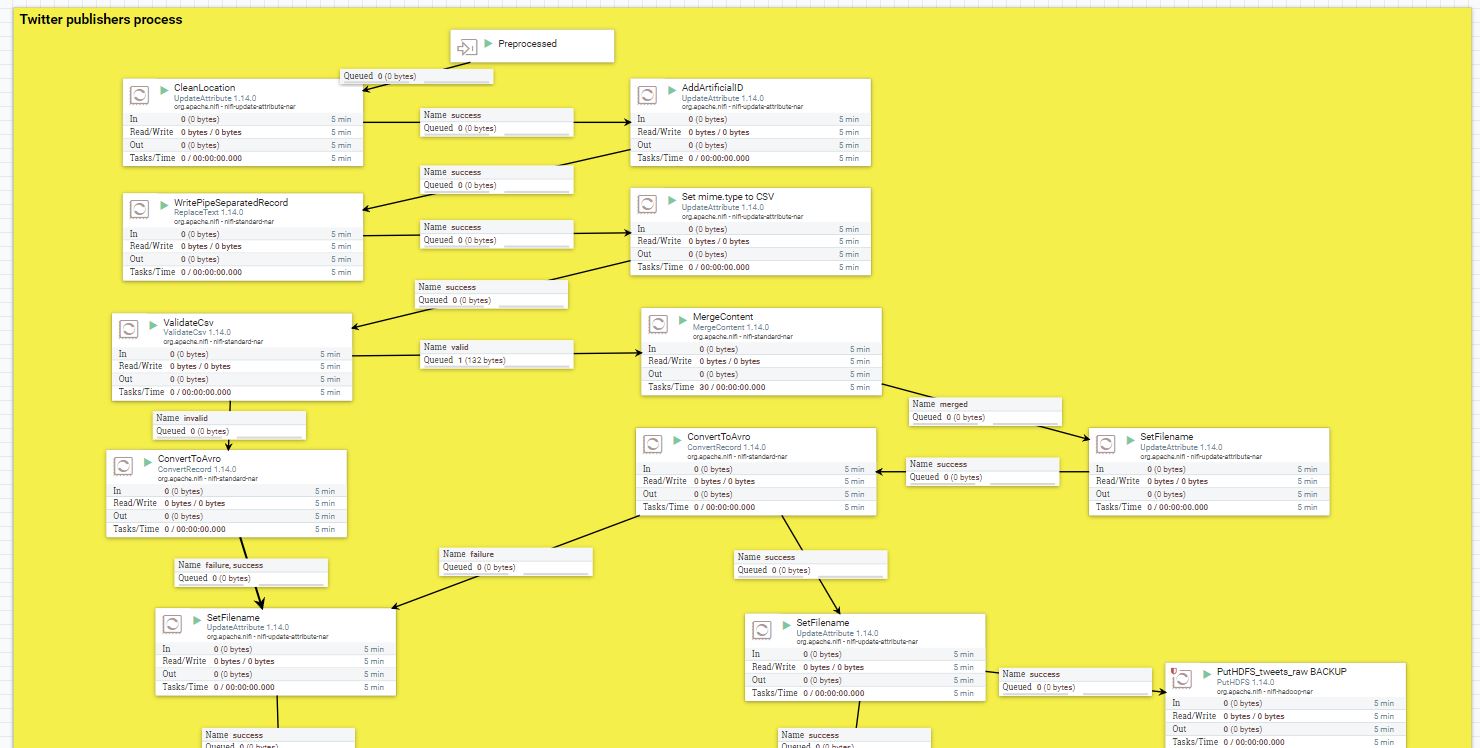 Twitter publishers process
Preprocessed
Queued 0 (0 bytes)
CleanLocation
UpdateAttribute 1.14.0
org.apache.nifi - nifi-update-attribute-nar
In 0 (0 bytes) 5 min
Read/Write 0 bytes / 0 bytes 5 min
Out 0 (0 bytes) 5 min
Tasks/Time 0 / 00:00:00.000 5 min
Name success
Queued 0 (0 bytes)
AddArtificialID
UpdateAttribute 1.14.0
org.apache.nifi - nifi-update-attribute-nar
In 0 (0 bytes) 5 min
Read/Write 0 bytes / 0 bytes 5 min
Out 0 (0 bytes) 5 min
Tasks/Time 0 / 00:00:00.000 5 min
Name success
Queued 0 (0 bytes)
WritePipeSeparatedRecord
ReplaceText 1.14.0
org.apache.nifi - nifi-standard-nar
In 0 (0 bytes) 5 min
Read/Write 0 bytes / 0 bytes 5 min
Out 0 (0 bytes) 5 min
Tasks/Time 0 / 00:00:00.000 5 min
Name success
Queued 0 (0 bytes)
Set mime.type to CSV
UpdateAttribute 1.14.0
org.apache.nifi - nifi-update-attribute-nar
In 0 (0 bytes) 5 min
Read/Write 0 bytes / 0 bytes 5 min
Out 0 (0 bytes) 5 min
Tasks/Time 0 / 00:00:00.000 5 min
Name success
Queued 0 (0 bytes)
ValidateCsv
ValidateCsv 1.14.0
org.apache.nifi - nifi-standard-nar
In 0 (0 bytes) 5 min
Read/Write 0 bytes / 0 bytes 5 min
Out 0 (0 bytes) 5 min
Tasks/Time 0 / 00:00:00.000 5 min
Name valid
Queued 1 (132 bytes)
MergeContent
MergeContent 1.14.0
org.apache.nifi - nifi-standard-nar
In 0 (0 bytes) 5 min
Read/Write 0 bytes / 0 bytes 5 min
Out 0 (0 bytes) 5 min
Tasks/Time 30 / 00:00:00.000 5 min
Name merged
Queued 0 (0 bytes)
Name invalid
Queued 0 (0 bytes)
ConvertToAvro
ConvertRecord 1.14.0
org.apache.nifi - nifi-standard-nar
In 0 (0 bytes) 5 min
Read/Write 0 bytes / 0 bytes 5 min
Out 0 (0 bytes) 5 min
Tasks/Time 0 / 00:00:00.000 5 min
ConvertToAvro
ConvertRecord 1.14.0
org.apache.nifi - nifi-standard-nar
In 0 (0 bytes) 5 min
Read/Write 0 bytes / 0 bytes 5 min
Out 0 (0 bytes) 5 min
Tasks/Time 0 / 00:00:00.000 5 min
Name success
Queued 0 (0 bytes)
SetFilename
UpdateAttribute 1.14.0
org.apache.nifi - nifi-update-attribute-nar
In 0 (0 bytes) 5 min
Read/Write 0 bytes / 0 bytes 5 min
Out 0 (0 bytes) 5 min
Tasks/Time 0 / 00:00:00.000 5 min
Name failure, success
Queued 0 (0 bytes)
Name failure
Queued 0 (0 bytes)
Name success
Queued 0 (0 bytes)
SetFilename
UpdateAttribute 1.14.0
org.apache.nifi - nifi-update-attribute-nar
In 0 (0 bytes) 5 min
Read/Write 0 bytes / 0 bytes 5 min
Out 0 (0 bytes) 5 min
Tasks/Time 0 / 00:00:00.000 5 min
SetFilename
UpdateAttribute 1.14.0
org.apache.nifi - nifi-update-attribute-nar
In 0 (0 bytes) 5 min
Read/Write 0 bytes / 0 bytes 5 min
Out 0 (0 bytes) 5 min
Tasks/Time 0 / 00:00:00.000 5 min
Name success
Queued 0 (0 bytes)
PutHDFS_tweets_raw BACKUP
PutHDFS 1.14.0
org.apache.nifi - nifi-hadoop-nar
In 0 (0 bytes) 5 min
Read/Write 0 bytes / 0 bytes 5 min
Out 0 (0 bytes) 5 min
Tasks/Time 0 / 00:00:00.000 5 min
Name success
Queued 0 (0 bytes)
Name success
Queued 0 (0 bytes)